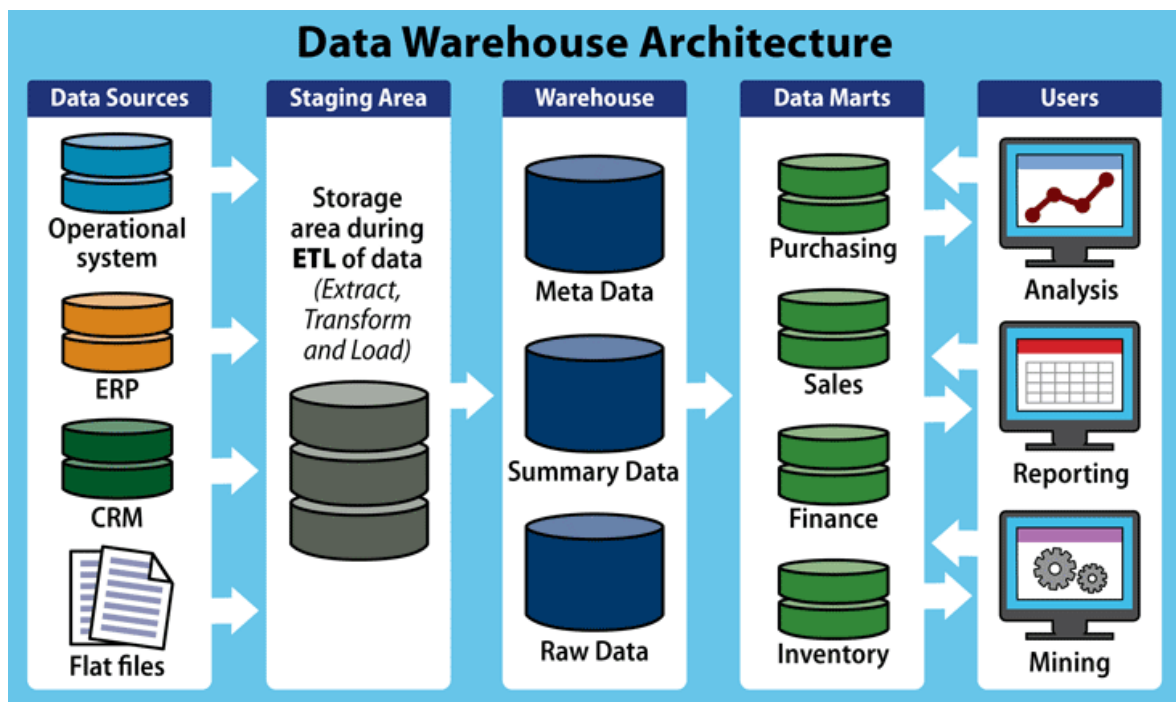 Data Warehouse Architecture
Data Sources
Operational
system
ERP
CRM
Flat files
Staging Area
Storage
area during
ETL of data
(Extract,
Transform
and Load)
Warehouse
Meta Data
Summary Data
Raw Data
Data Marts
Purchasing
Sales
Finance
Inventory
Users
Analysis
Reporting
Mining